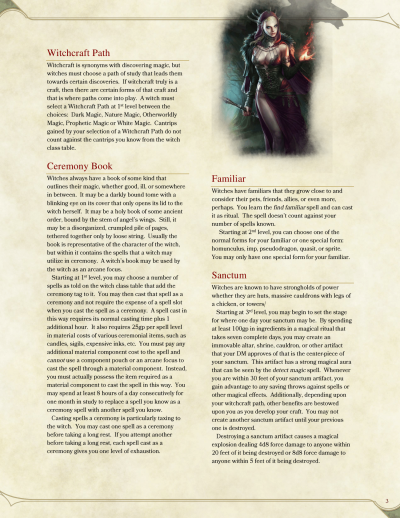 Witchcraft Path
Witchcraft is synonyms with discovering magic, but
witches must choose a path of study that leads them
towards certain discoveries. If witchcraft truly is a
craft, then there are certain forms of that craft and
that is where paths come into play. A witch must
select a Witchcraft Path at 1st level between the
choices: Dark Magic, Nature Magic, Otherworldly
Magic, Prophetic Magic or White Magic. Cantrips
gained by your selection of a Witchcraft Path do not
count against the cantrips you know from the witch
class table.
Ceremony Book
Witches always have a book of some kind that
outlines their magic, whether good, ill, or somewhere
in between. It may be a darkly bound tome with a
blinking eye on its cover that only opens its lid to the
witch herself. It may be a holy book of some ancient
order, bound by the stem of angel's wings. Still, it
may be a disorganized, crumpled pile of pages,
tethered together only by loose string. Usually the
book is representative of the character of the witch,
but within it contains the spells that a witch may
utilize in ceremony. A witch's book may be used by
the witch as an arcane focus.
Starting at 1st level, you may choose a number of
spells as told on the witch class table that add the
ceremony tag to it. You may then cast that spell as a
ceremony and not require the expense of a spell slot
when you cast the spell as a ceremony. A spell cast in
this way requires its normal casting time plus 1
additional hour. It also requires 25gp per spell level
in material costs of various ceremonial items, such as
candles, sigils, expensive inks, etc. You must pay any
additional material component cost to the spell and
cannot use a component pouch or an arcane focus to
cast the spell through a material component. Instead,
you must actually possess the item required as a
material component to cast the spell in this way. You
may spend at least 8 hours of a day consecutively for
one month in study to replace a spell you know as a
ceremony spell with another spell you know.
Casting spells a ceremony is particularly taxing to
the witch. You may cast one spell as a ceremony
before taking a long rest. If you attempt another
before taking a long rest, each spell cast as a
ceremony gives you one level of exhaustion.
Familiar
Witches have familiars that they grow close to and
consider their pets, friends, allies, or even more,
perhaps. You learn the find familiar spell and can cast
it as ritual. The spell doesn't count against your
number of spells known.
Starting at 2nd level, you can choose one of the
normal forms for your familiar or one special form:
homunculus, imp, pseudodragon, quasit, or sprite.
You may only have one special form for your familiar.
Sanctum
Witches are known to have strongholds of power
whether they are huts, massive cauldrons with legs of
a chicken, or towers/
Starting at 3rd level, you may begin to set the stage
for where one day your sanctum may be. By spending
at least 100gp in ingredients in a magical ritual that
takes seven complete days, you may create an
immovable altar, shrine, cauldron, or other artifact
that your DM approves of that is the centerpiece of
your sanctum. This artifact has a strong magical aura
that can be seen by the detect magic spell. Whenever
you are within 30 feet of your sanctum artifact, you
gain advantage to any saving throws against spells or
other magical effects. Additionally, depending upon
your witchcraft path, other benefits are bestowed
upon you as you develop your craft. You may not
create another sanctum artifact until your previous
one is destroyed.
Destroying a sanctum artifact causes a magical
explosion dealing 4d8 force damage to anyone within
20 feet of it being destroyed or 8d8 force damage to
anyone within 5 feet of it being destroyed.
3